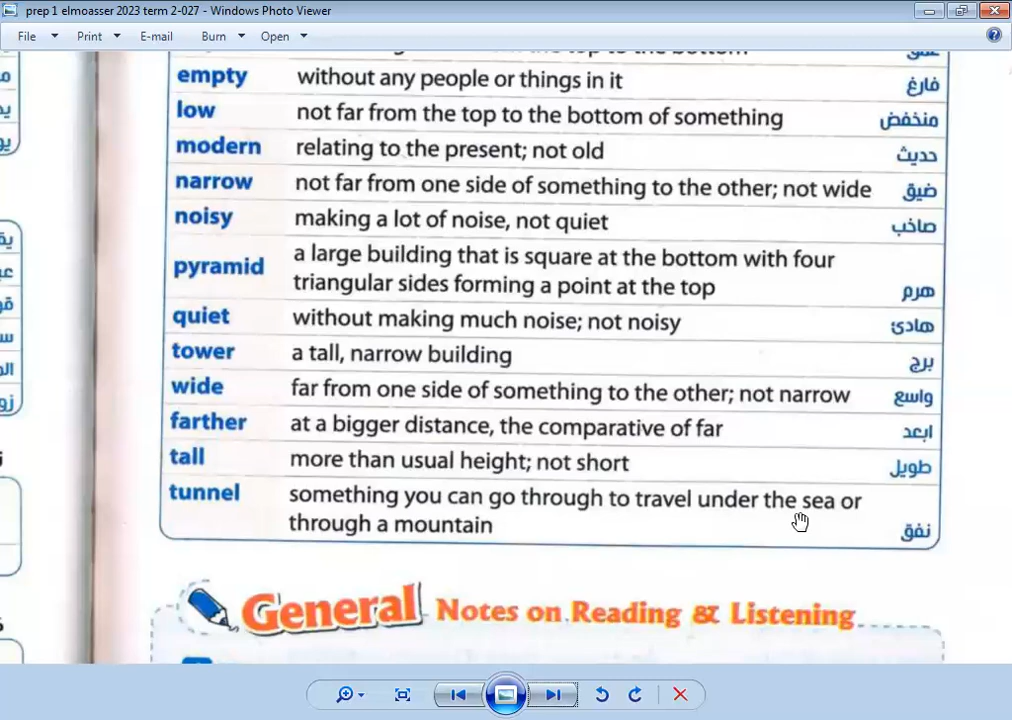 prep 1 elmoasser 2023 term 2-027 - Windows Photo Viewer
File Print E-mail Burn Open
the top to the bottom
empty without any people or things in it فارغ
low not far from the top to the bottom of something منخفض
modern relating to the present; not old حديث
narrow not far from one side of something to the other; not wide ضيق
noisy making a lot of noise, not quiet صاخب
pyramid a large building that is square at the bottom with four
triangular sides forming a point at the top هرم
quiet without making much noise; not noisy هادئ
tower a tall, narrow building برج
wide far from one side of something to the other; not narrow واسع
farther at a bigger distance, the comparative of far ابعد
tall more than usual height; not short طويل
tunnel something you can go through to travel under the sea or
through a mountain نفق
General Notes on Reading & Listening